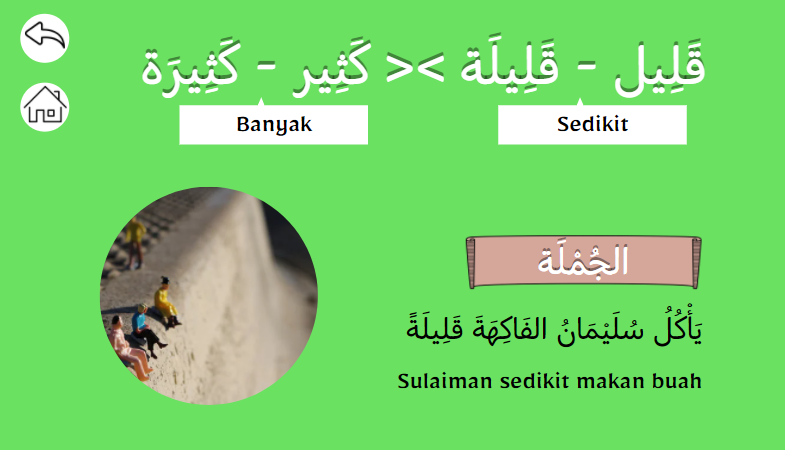 قَلِيل - قَلِيلَة >< كَثِير - كَثِيرَة
Sedikit
Banyak
الجُمْلَة
يَأْكُلُ سُلَيْمَانُ الفَاكِهَةَ قَلِيلَةً
Sulaiman sedikit makan buah